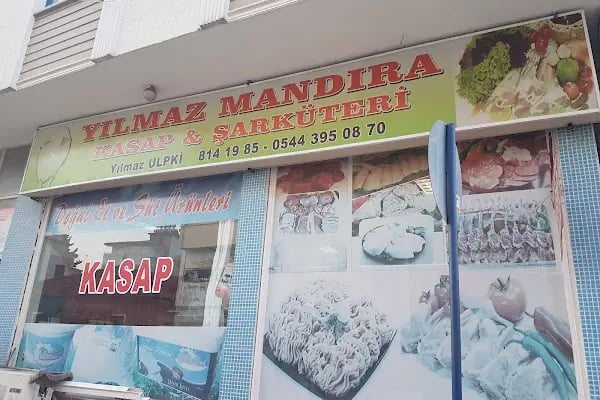 YILMAZ MANDIRA
KASAP & ŞARKÜTERİ
Yılmaz ULPKİ 814 19 85 - 0544 395 08 70
Doğal Et ve Süt Ürünleri
KASAP